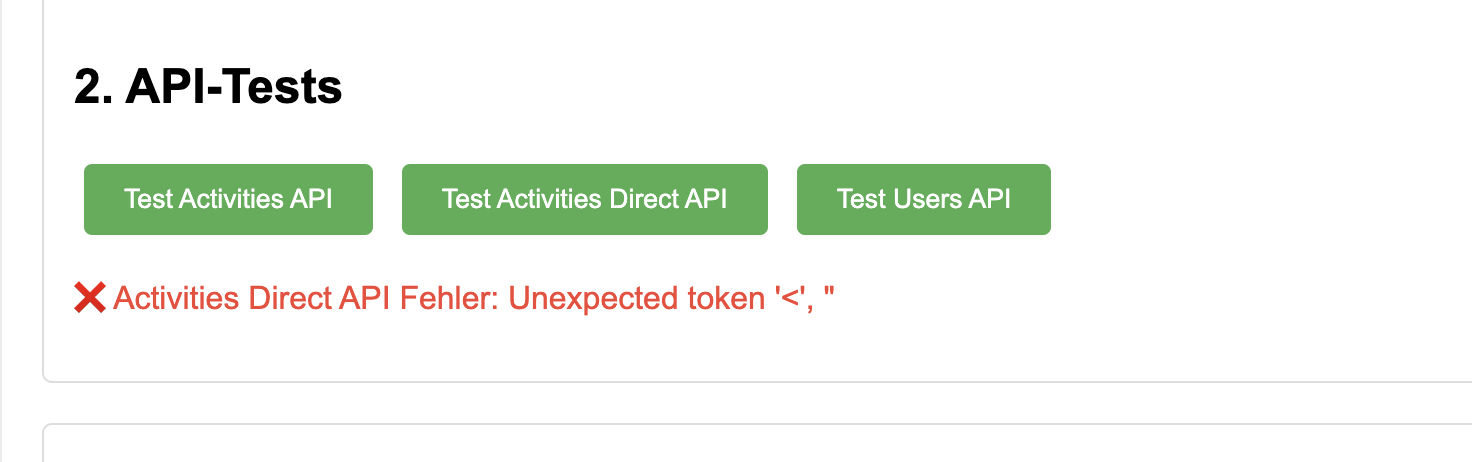 2. API-Tests
Test Activities API Test Activities Direct API Test Users API
❌ Activities Direct API Fehler: Unexpected token '<', "